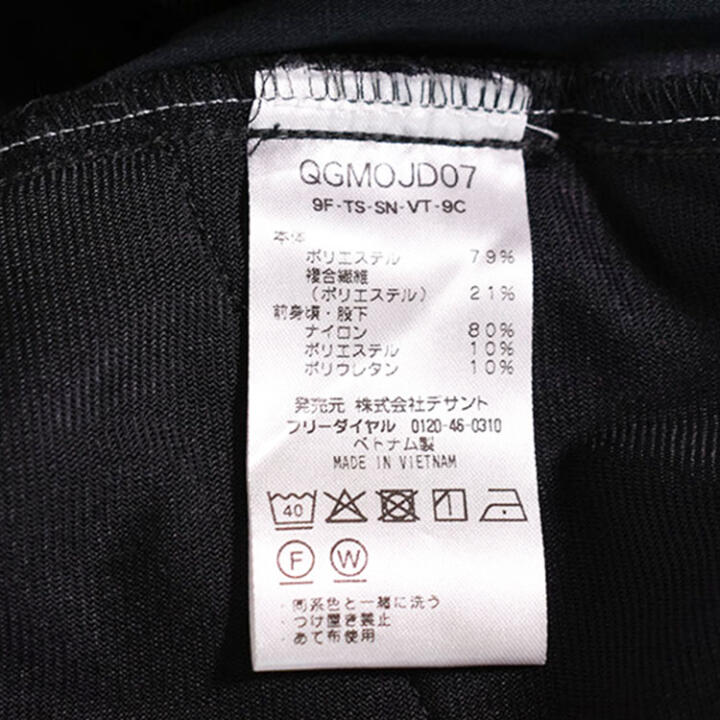 QGMOJD07
9F-TS-SN-VT-9C
本体
ポリエステル 79%
複合繊維
(ポリエステル) 21%
前身頃・股下
ナイロン 80%
ポリエステル 10%
ポリウレタン 10%
発売元 株式会社デサント
フリーダイヤル 0120-46-0310
ベトナム製
MADE IN VIETNAM
40
F W
・同系色と一緒に洗う
・つけ置き禁止
・あて布使用